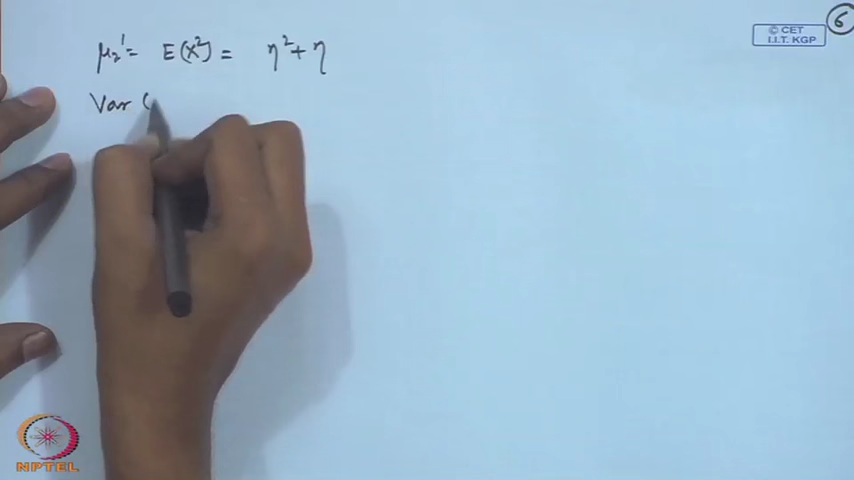 μ₂' = E(X²) = η² + η
Var (
6
© CET
I.I.T. KGP
NPTEL